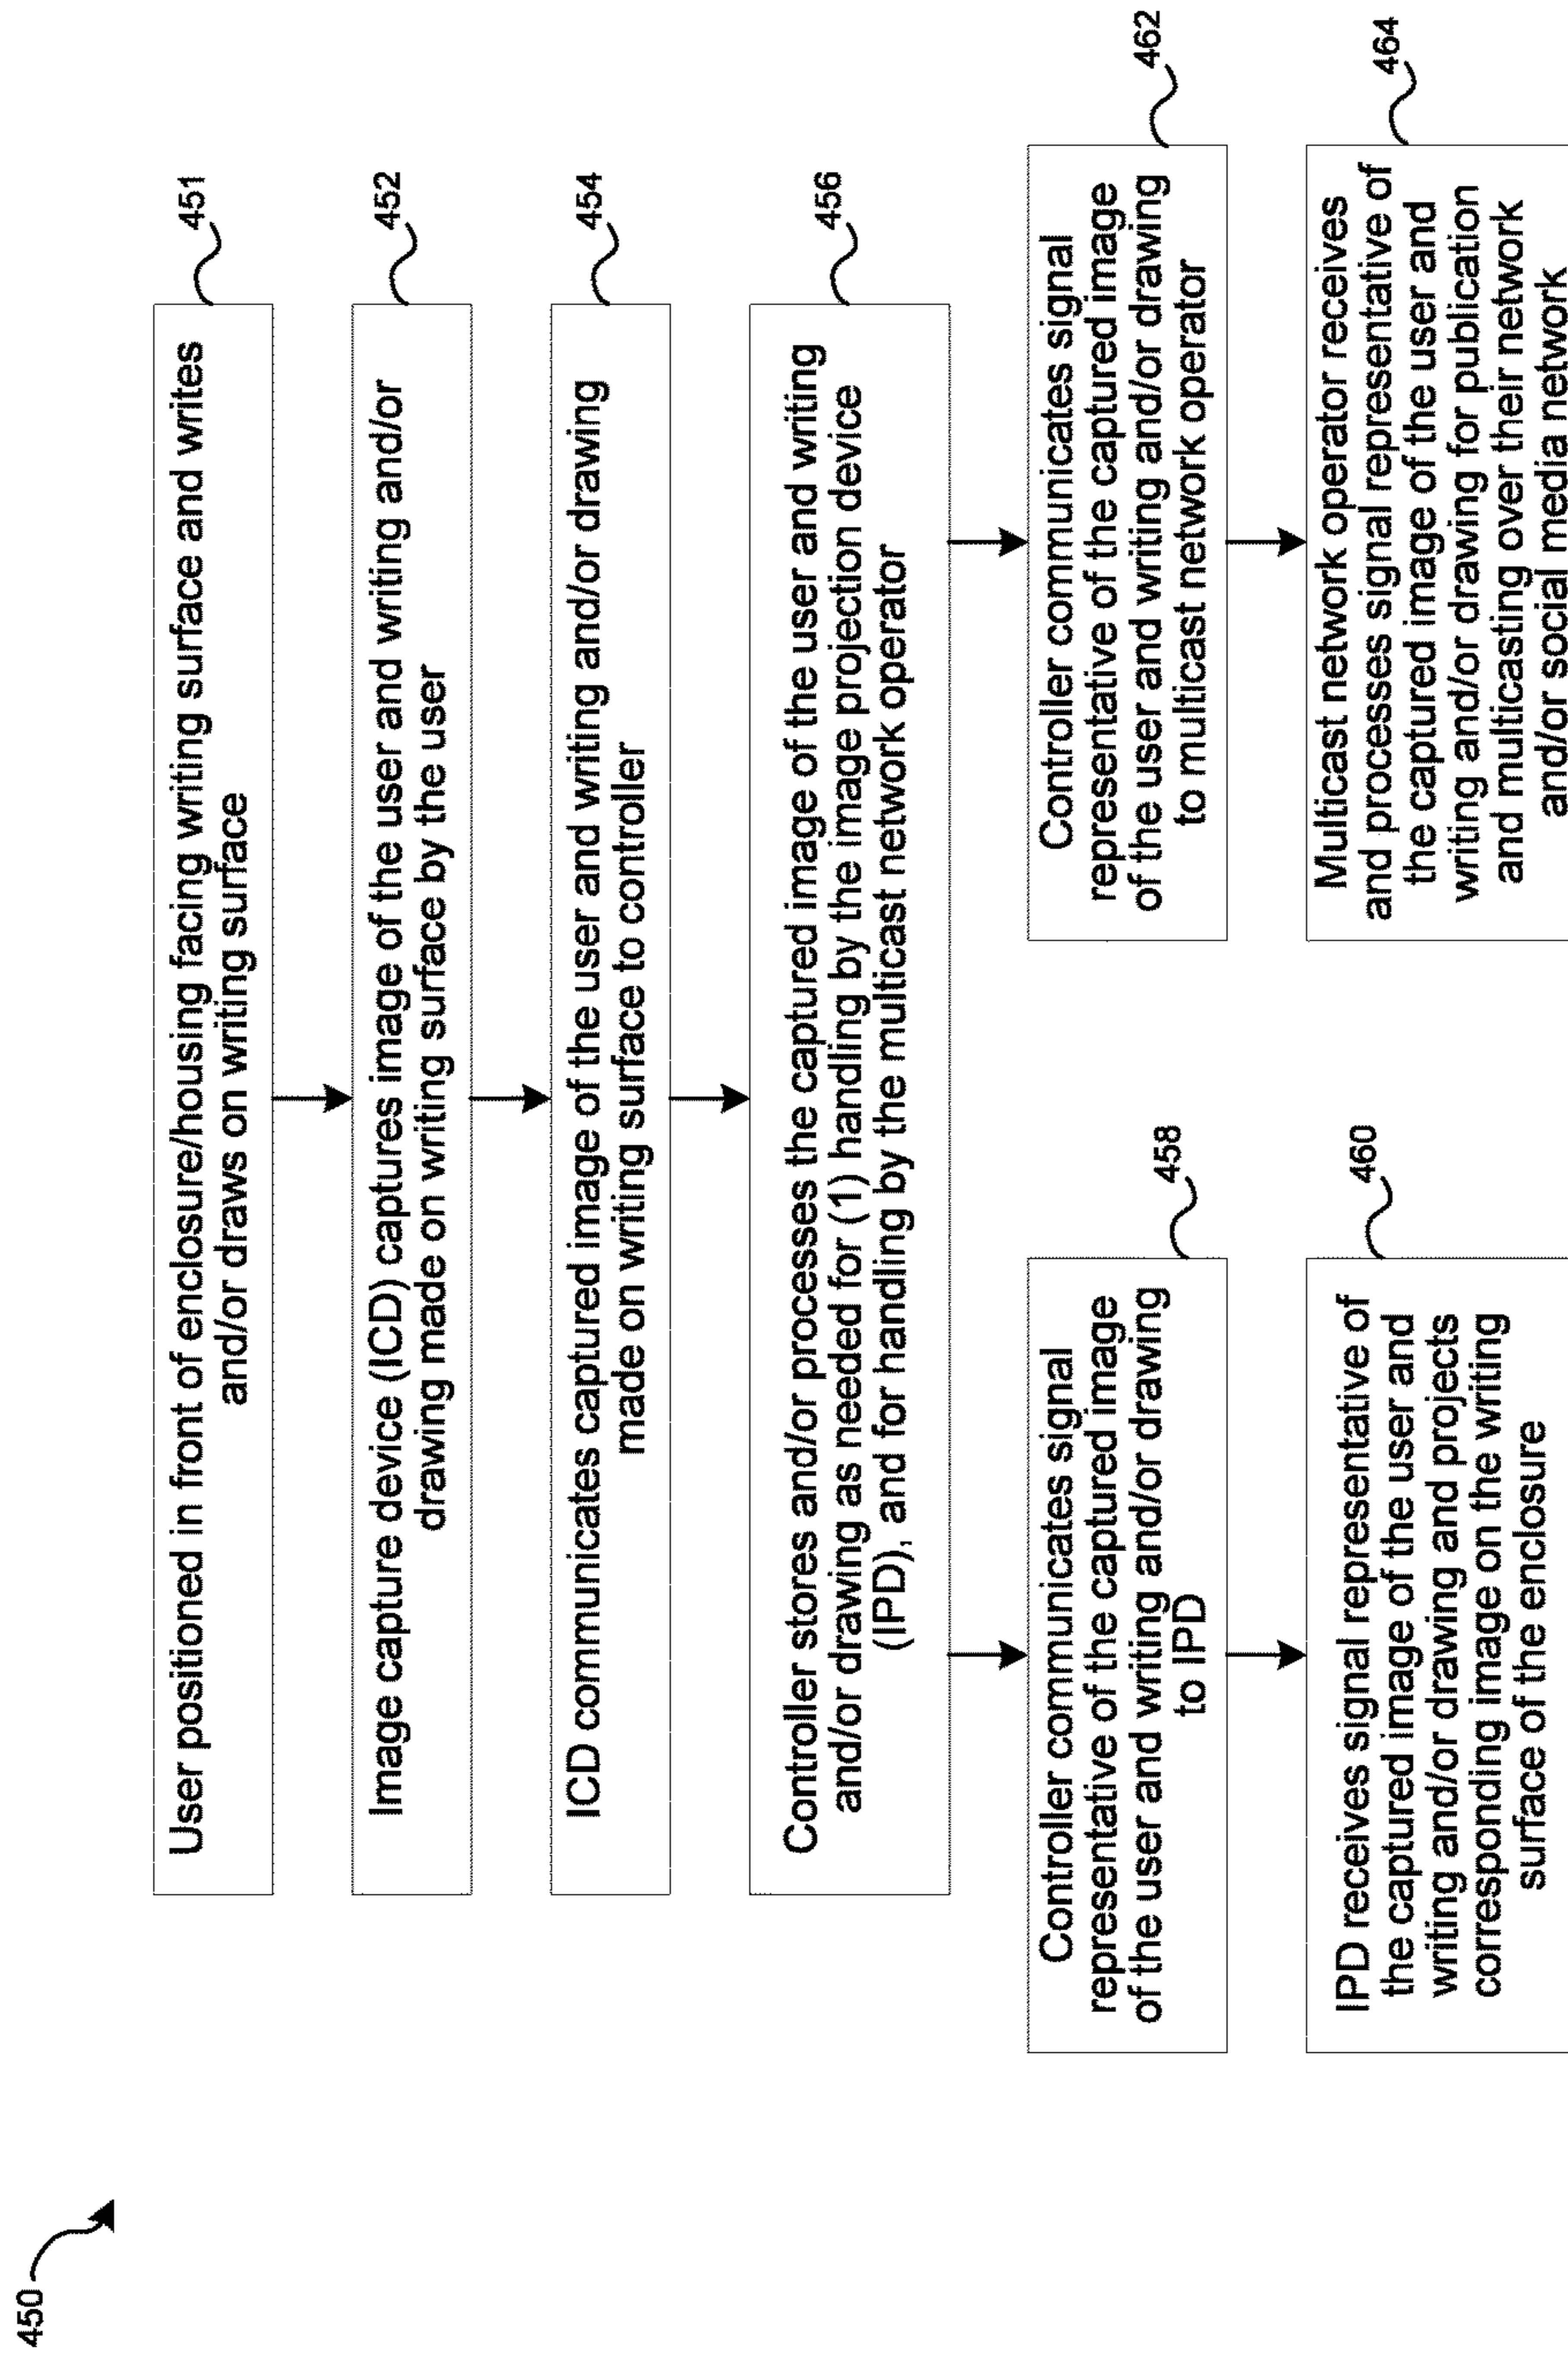 450
User positioned in front of enclosure/housing facing writing surface and writes
and/or draws on writing surface
451
Image capture device (ICD) captures image of the user and writing and/or
drawing made on writing surface by the user
452
ICD communicates captured image of the user and writing and/or drawing
made on writing surface to controller
454
Controller stores and/or processes the captured image of the user and writing
and/or drawing as needed for (1) handling by the image projection device
(IPD), and for handling by the multicast network operator
456
Controller communicates signal
representative of the captured image
of the user and writing and/or drawing
to IPD
458
Controller communicates signal
representative of the captured image
of the user and writing and/or drawing
to multicast network operator
462
IPD receives signal representative of
the captured image of the user and
writing and/or drawing and projects
corresponding image on the writing
surface of the enclosure
460
Multicast network operator receives
and processes signal representative of
the captured image of the user and
writing and/or drawing for publication
and multicasting over their network
and/or social media network
464